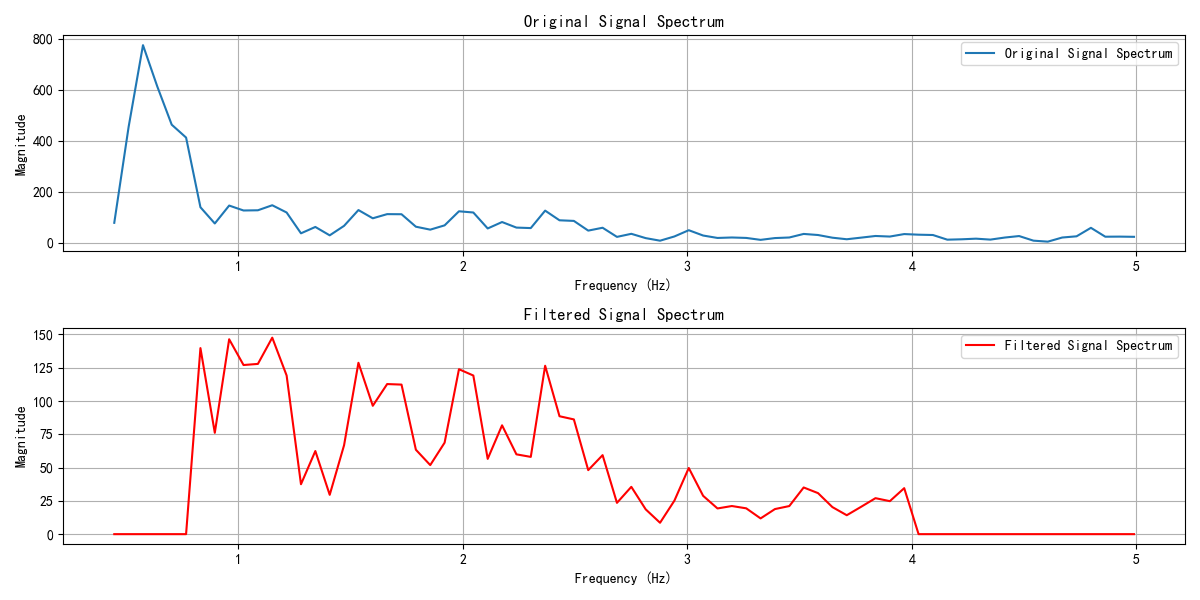 Original Signal Spectrum
800
600
400
200
0
Magnitude
Original Signal Spectrum
1
2
3
4
5
Frequency (Hz)
Filtered Signal Spectrum
150
125
100
75
50
25
0
Magnitude
Filtered Signal Spectrum
1
2
3
4
5
Frequency (Hz)